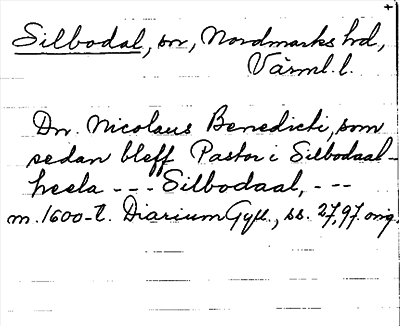 +
Silbodal, sn, Nordmarks hd,
Värml. l.
Dn. Nicolaus Benedicti, som
sedan bleff Pastor i Silbodaal -
heela - - - Silbodaal, - - -
m. 1600-t. Diarium Gyll., ss. 27, 97. orig.